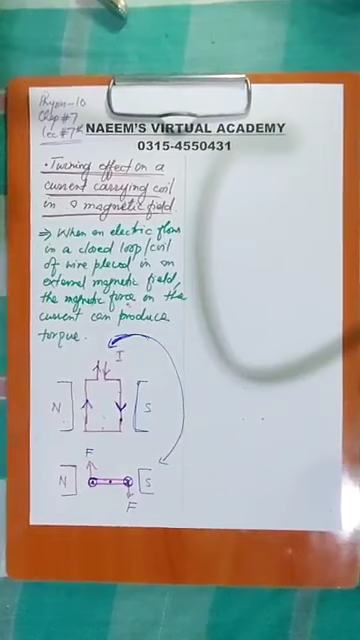 Physics-10
Chap#7
Lec#7
NAEEM'S VIRTUAL ACADEMY
0315-4550431
• Turning effect on a
current carrying coil
in a magnetic field.
⇒ When an electric flows
in a closed loop/coil
of wire placed in an
external magnetic field,
the magnetic force on the
current can produce
torque.
I
N S
F
N S
F